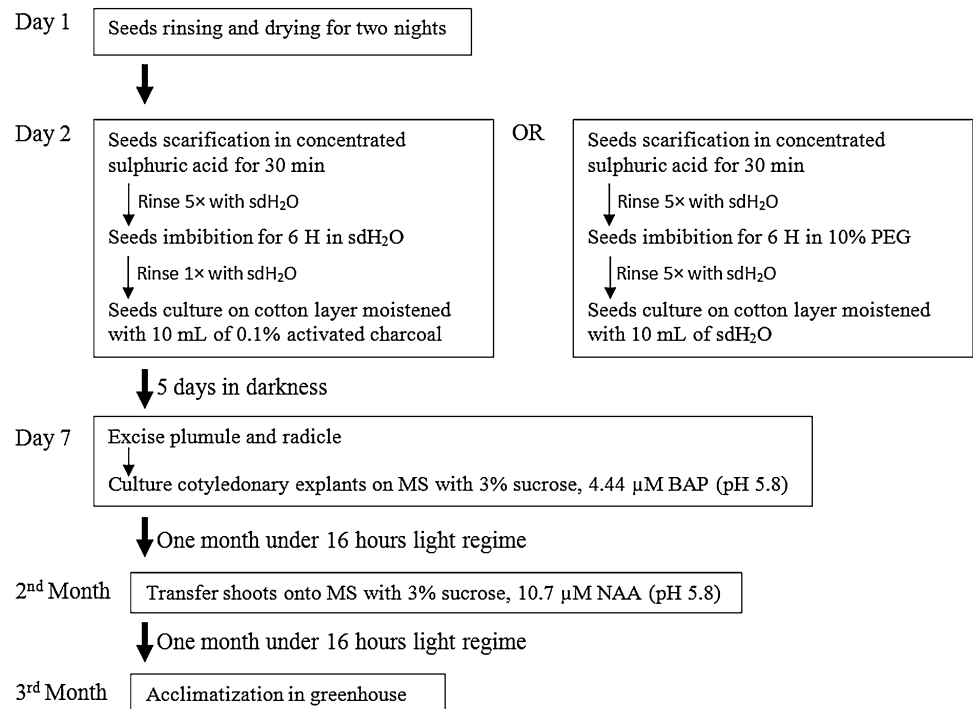 Day 1
Seeds rinsing and drying for two nights
Day 2
Seeds scarification in concentrated
sulphuric acid for 30 min
Rinse 5× with sdH₂O
Seeds imbibition for 6 H in sdH₂O
Rinse 1× with sdH₂O
Seeds culture on cotton layer moistened
with 10 mL of 0.1% activated charcoal
OR
Seeds scarification in concentrated
sulphuric acid for 30 min
Rinse 5× with sdH₂O
Seeds imbibition for 6 H in 10% PEG
Rinse 5× with sdH₂O
Seeds culture on cotton layer moistened
with 10 mL of sdH₂O
5 days in darkness
Day 7
Excise plumule and radicle
Culture cotyledonary explants on MS with 3% sucrose, 4.44 µM BAP (pH 5.8)
One month under 16 hours light regime
2nd Month
Transfer shoots onto MS with 3% sucrose, 10.7 µM NAA (pH 5.8)
One month under 16 hours light regime
3rd Month
Acclimatization in greenhouse